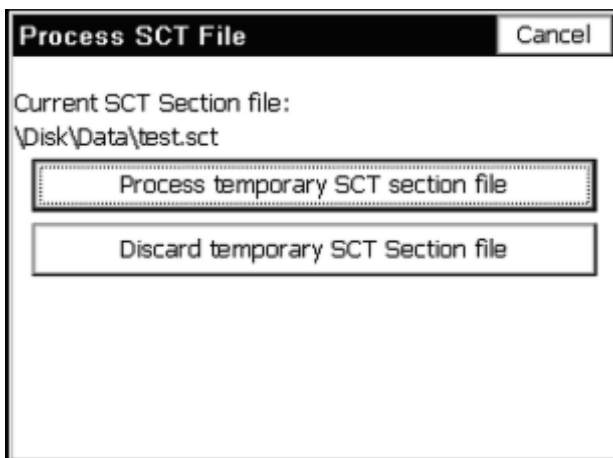 Process SCT File
Cancel
Current SCT Section file:
\Disk\Data\test.sct
Process temporary SCT section file
Discard temporary SCT Section file